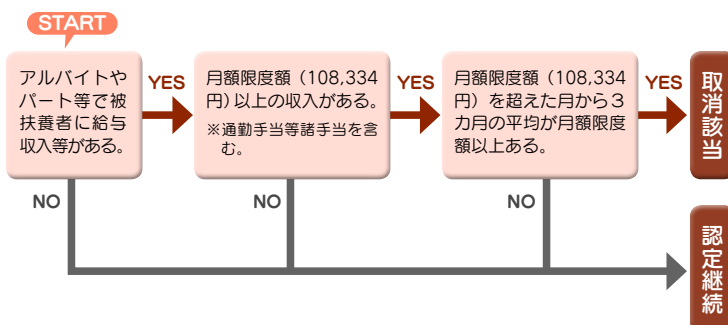 START
アルバイトや
パート等で被
扶養者に給与
収入等がある。
YES
月額限度額（108,334
円）以上の収入がある。
※通勤手当等諸手当を含
む。
YES
月額限度額（108,334
円）を超えた月から３
カ月の平均が月額限度
額以上ある。
YES
取消該当
NO
NO
NO
認定継続